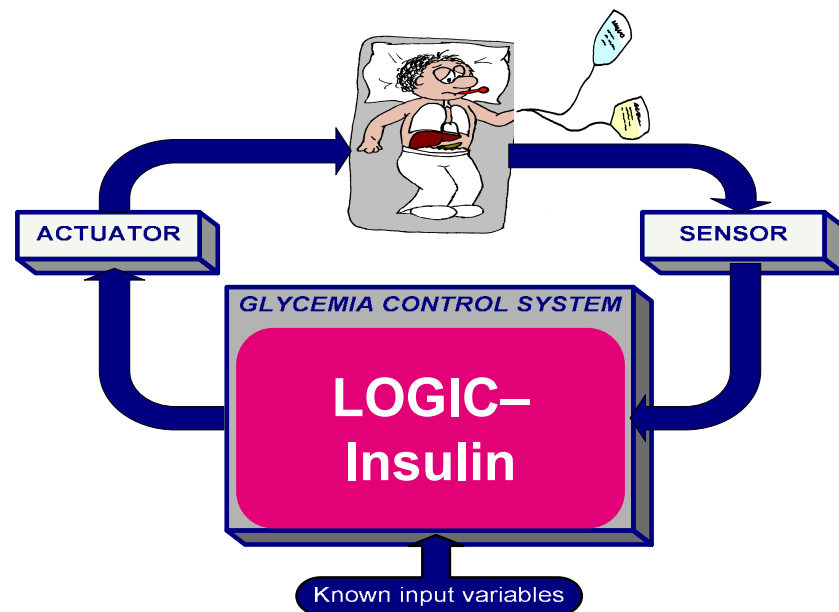 ACTUATOR
SENSOR
GLYCEMIA CONTROL SYSTEM
LOGIC–
Insulin
Known input variables